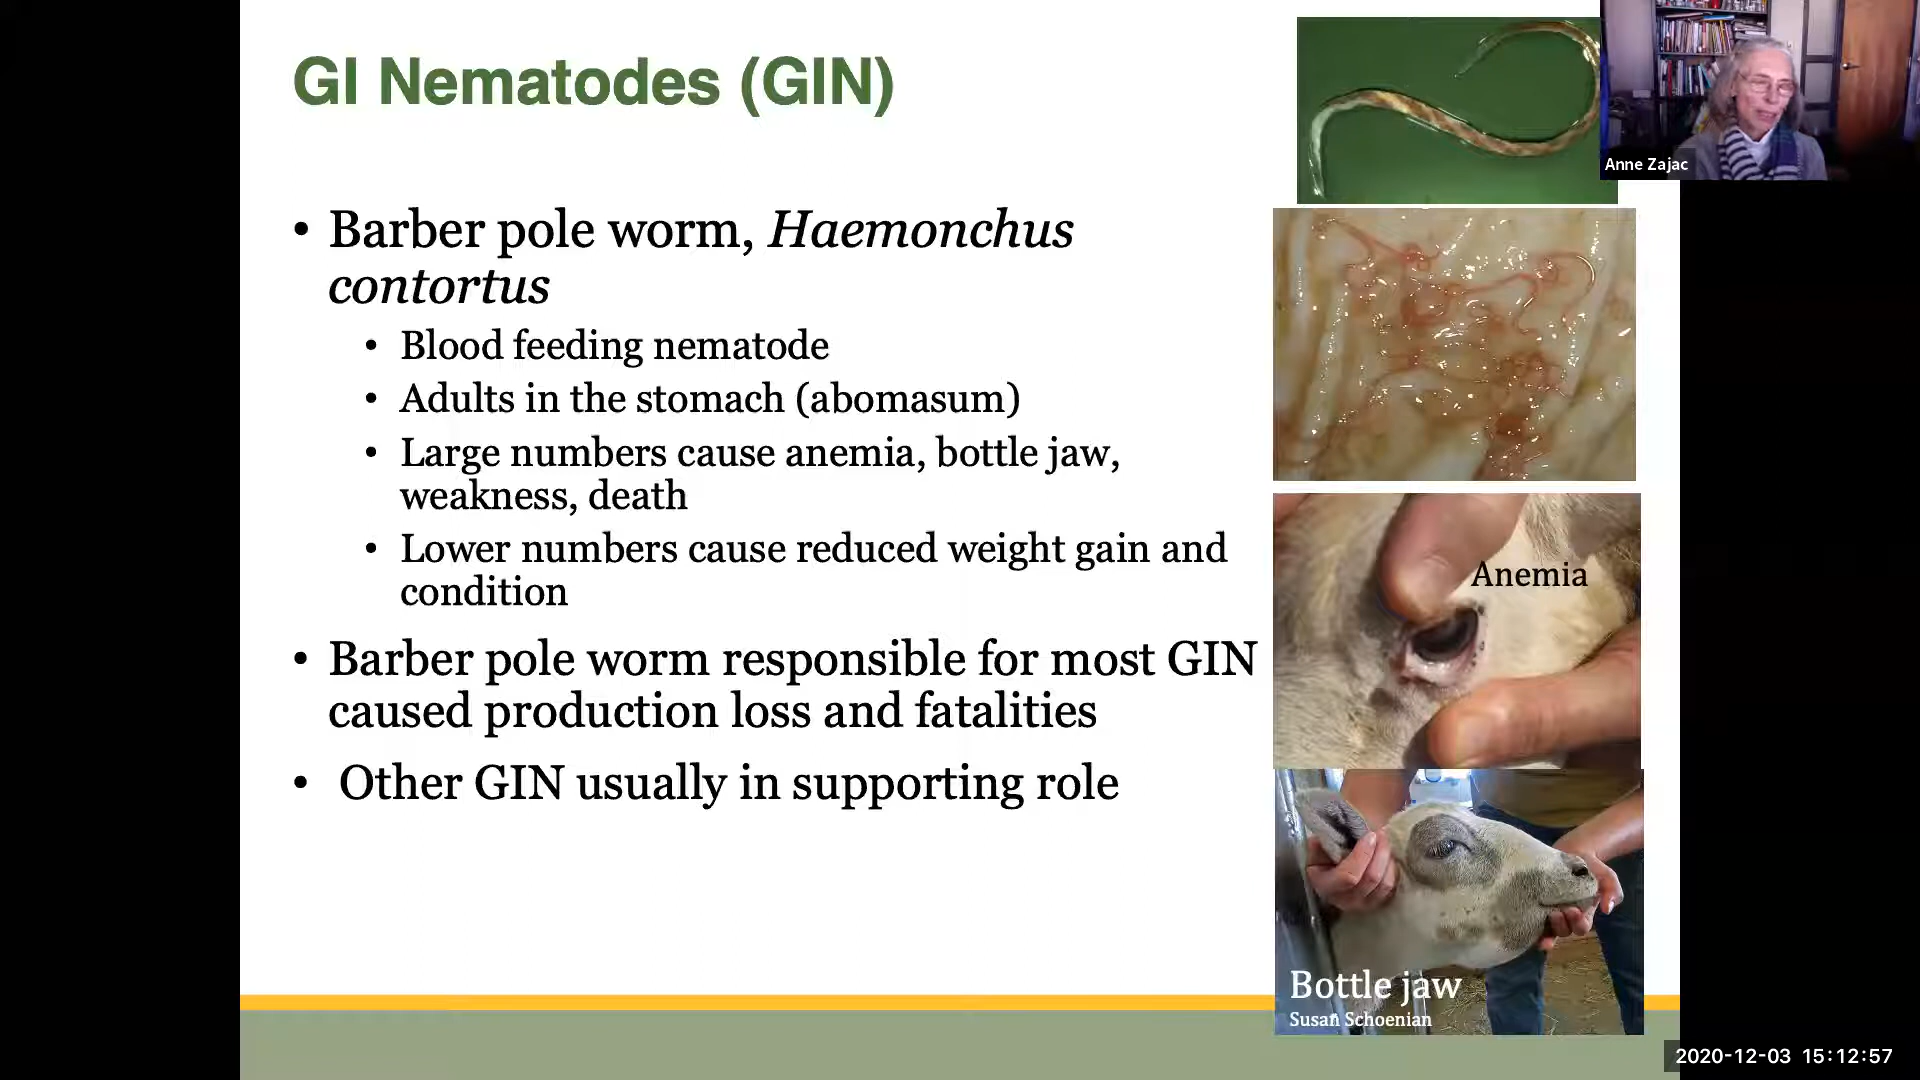 GI Nematodes (GIN)
Anne Zajac
• Barber pole worm, Haemonchus
contortus
• Blood feeding nematode
• Adults in the stomach (abomasum)
• Large numbers cause anemia, bottle jaw,
weakness, death
• Lower numbers cause reduced weight gain and
condition
Anemia
• Barber pole worm responsible for most GIN
caused production loss and fatalities
• Other GIN usually in supporting role
Bottle jaw
Susan Schoenian
2020-12-03 15:12:57